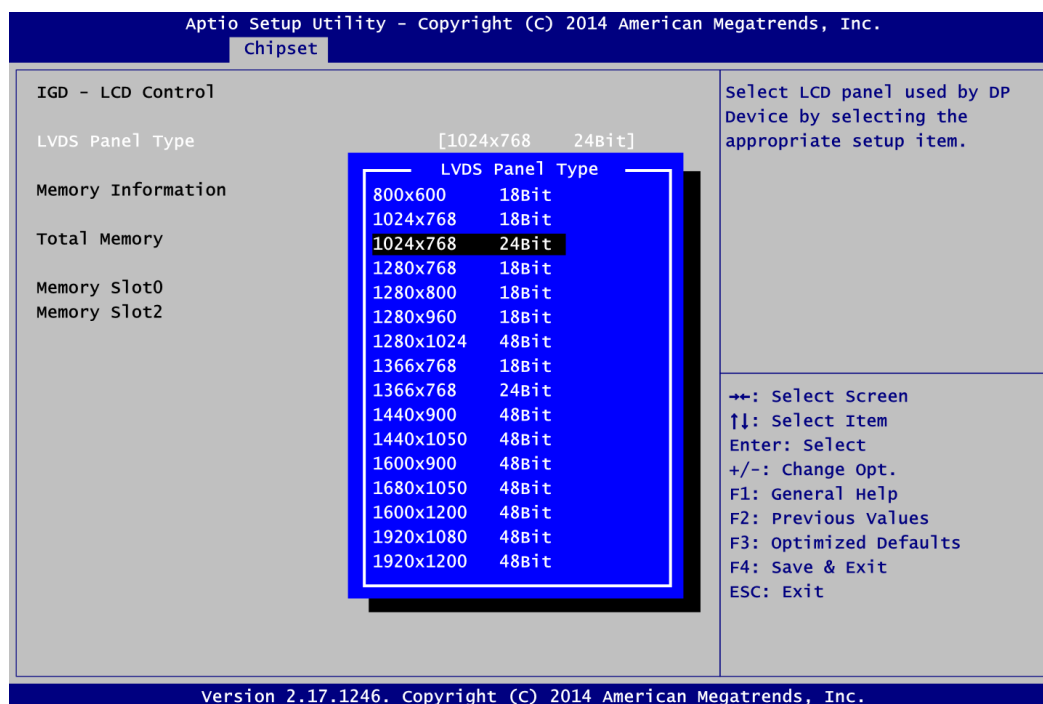 Aptio Setup Utility – Copyright (C) 2014 American Megatrends, Inc.
Chipset
IGD – LCD Control
LVDS Panel Type [1024x768 24Bit]
Memory Information
Total Memory
Memory Slot0
Memory Slot2
LVDS Panel Type
800x600 18Bit
1024x768 18Bit
1024x768 24Bit
1280x768 18Bit
1280x800 18Bit
1280x960 18Bit
1280x1024 48Bit
1366x768 18Bit
1366x768 24Bit
1440x900 48Bit
1440x1050 48Bit
1600x900 48Bit
1680x1050 48Bit
1600x1200 48Bit
1920x1080 48Bit
1920x1200 48Bit
Select LCD panel used by DP
Device by selecting the
appropriate setup item.
→←: Select Screen
↑↓: Select Item
Enter: Select
+/-: Change Opt.
F1: General Help
F2: Previous Values
F3: Optimized Defaults
F4: Save & Exit
ESC: Exit
Version 2.17.1246. Copyright (C) 2014 American Megatrends, Inc.